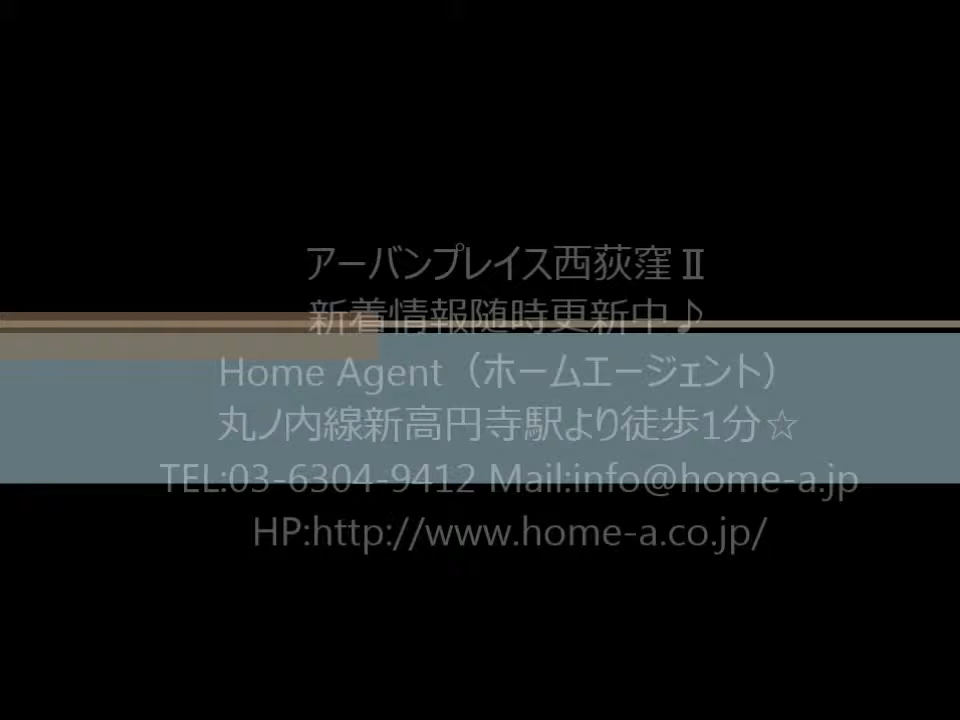 アーバンプレイス西荻窪Ⅱ
新着情報随時更新中♪
Home Agent（ホームエージェント）
丸ノ内線新高円寺駅より徒歩1分☆
TEL:03-6304-9412 Mail:info@home-a.jp
HP:http://www.home-a.co.jp/